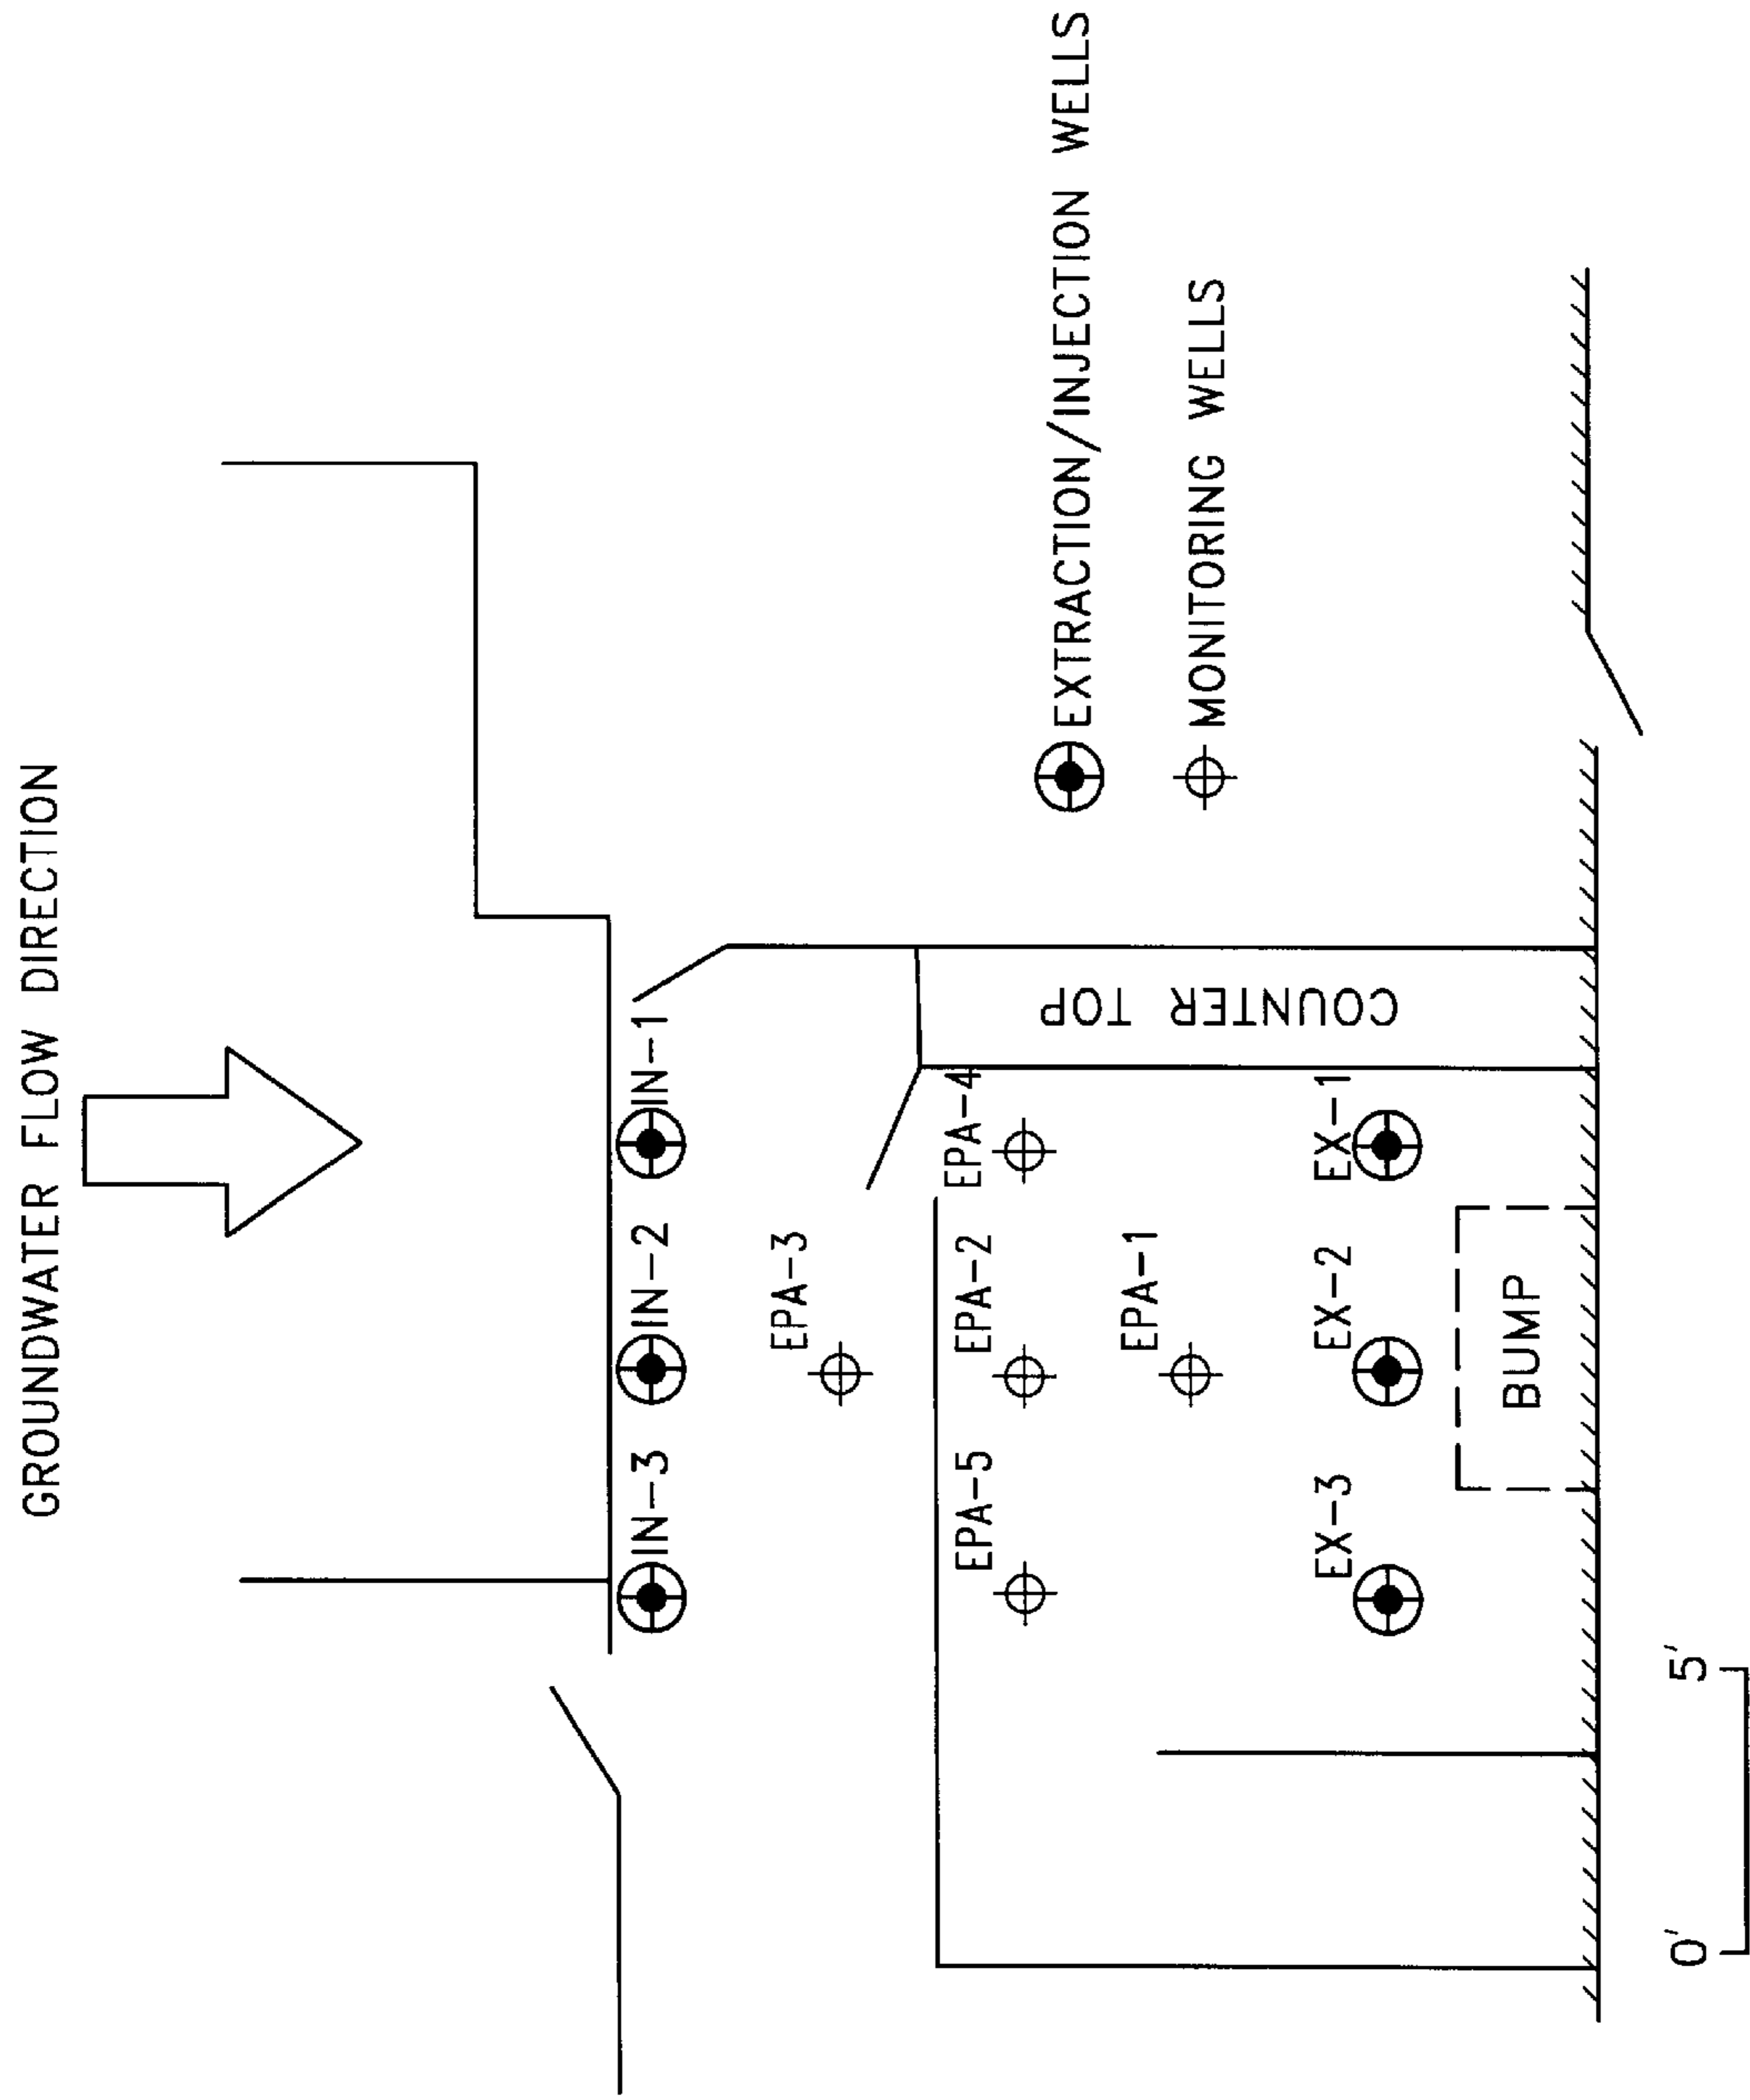 GROUNDWATER FLOW DIRECTION
IN-3
IN-2
IN-1
EPA-3
EPA-5
EPA-2
EPA-4
EPA-1
EX-3
EX-2
EX-1
BUMP
COUNTER TOP
EXTRACTION/INJECTION WELLS
MONITORING WELLS
0' 5'